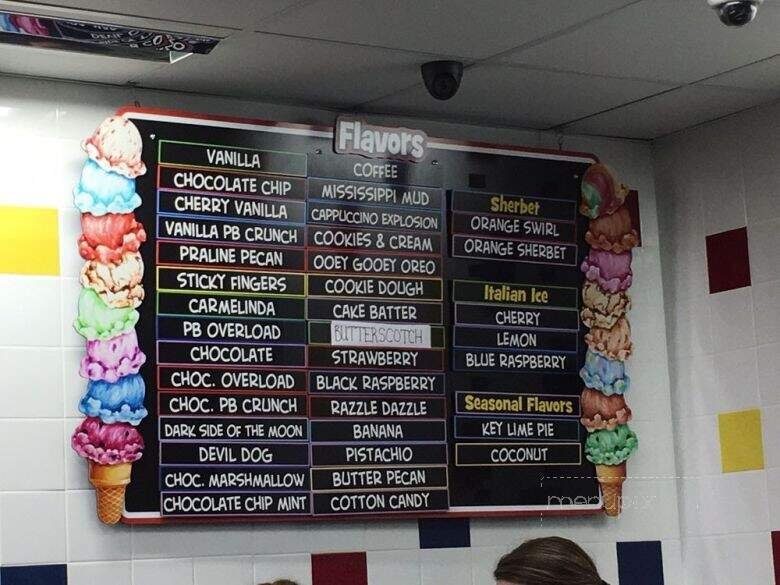 Flavors
VANILLA
CHOCOLATE CHIP
CHERRY VANILLA
VANILLA PB CRUNCH
PRALINE PECAN
STICKY FINGERS
CARMELINDA
PB OVERLOAD
CHOCOLATE
CHOC. OVERLOAD
CHOC. PB CRUNCH
DARK SIDE OF THE MOON
DEVIL DOG
CHOC. MARSHMALLOW
CHOCOLATE CHIP MINT
COFFEE
MISSISSIPPI MUD
CAPPUCCINO EXPLOSION
COOKIES & CREAM
OOEY GOOEY OREO
COOKIE DOUGH
CAKE BATTER
BUTTERSCOTCH
STRAWBERRY
BLACK RASPBERRY
RAZZLE DAZZLE
BANANA
PISTACHIO
BUTTER PECAN
COTTON CANDY
Sherbet
ORANGE SWIRL
ORANGE SHERBET
Italian Ice
CHERRY
LEMON
BLUE RASPBERRY
Seasonal Flavors
KEY LIME PIE
COCONUT
menupix